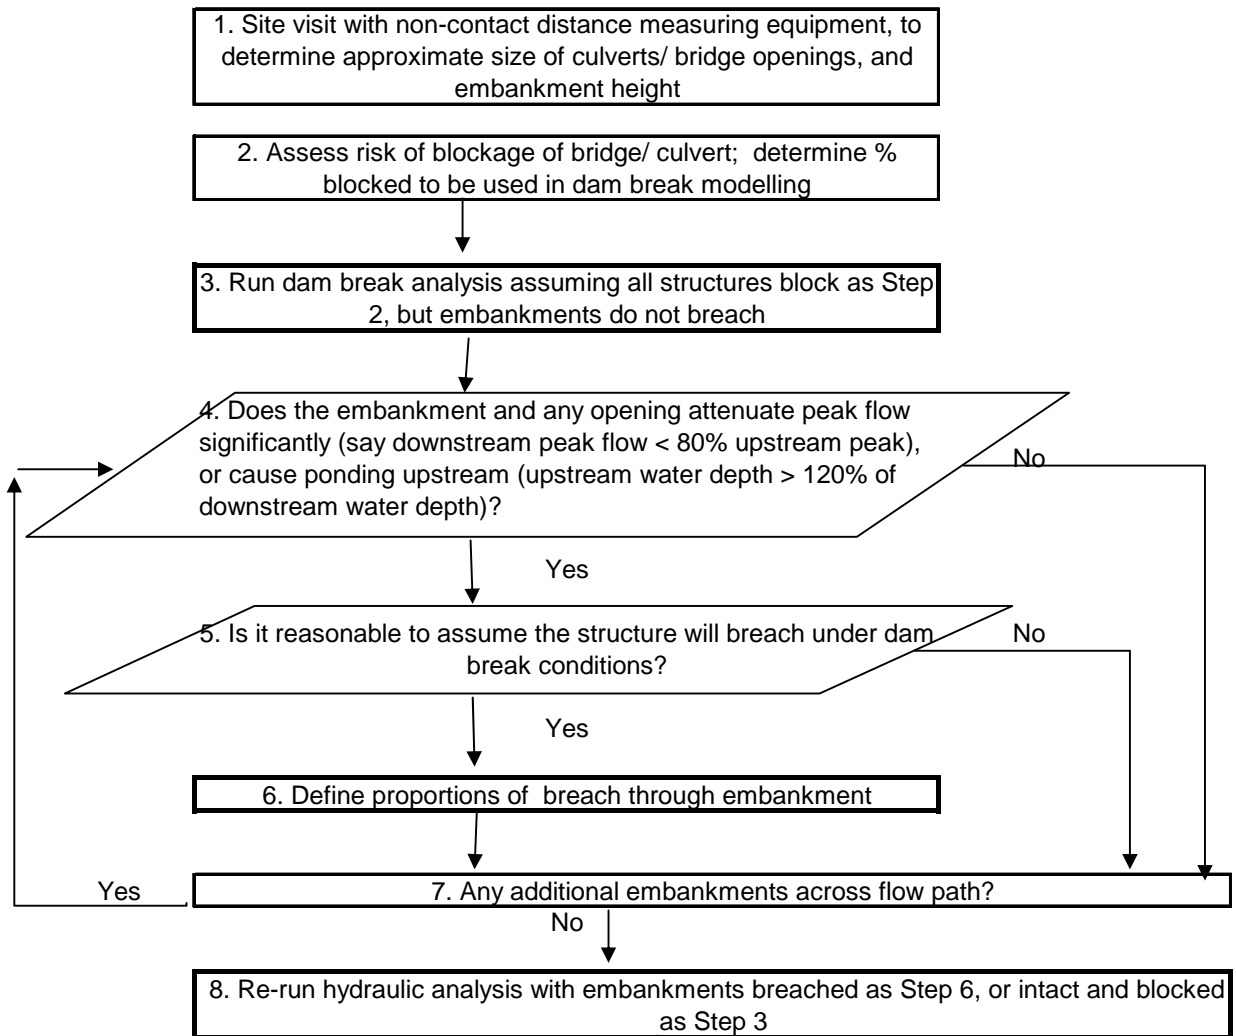 1. Site visit with non-contact distance measuring equipment, to
determine approximate size of culverts/ bridge openings, and
embankment height
2. Assess risk of blockage of bridge/ culvert;  determine %
blocked to be used in dam break modelling
3. Run dam break analysis assuming all structures block as Step
2, but embankments do not breach
4. Does the embankment and any opening attenuate peak flow
significantly (say downstream peak flow < 80% upstream peak),
or cause ponding upstream (upstream water depth > 120% of
downstream water depth)?
No
Yes
5. Is it reasonable to assume the structure will breach under dam
break conditions?
No
Yes
6. Define proportions of  breach through embankment
7. Any additional embankments across flow path?
Yes
No
8. Re-run hydraulic analysis with embankments breached as Step 6, or intact and blocked
as Step 3